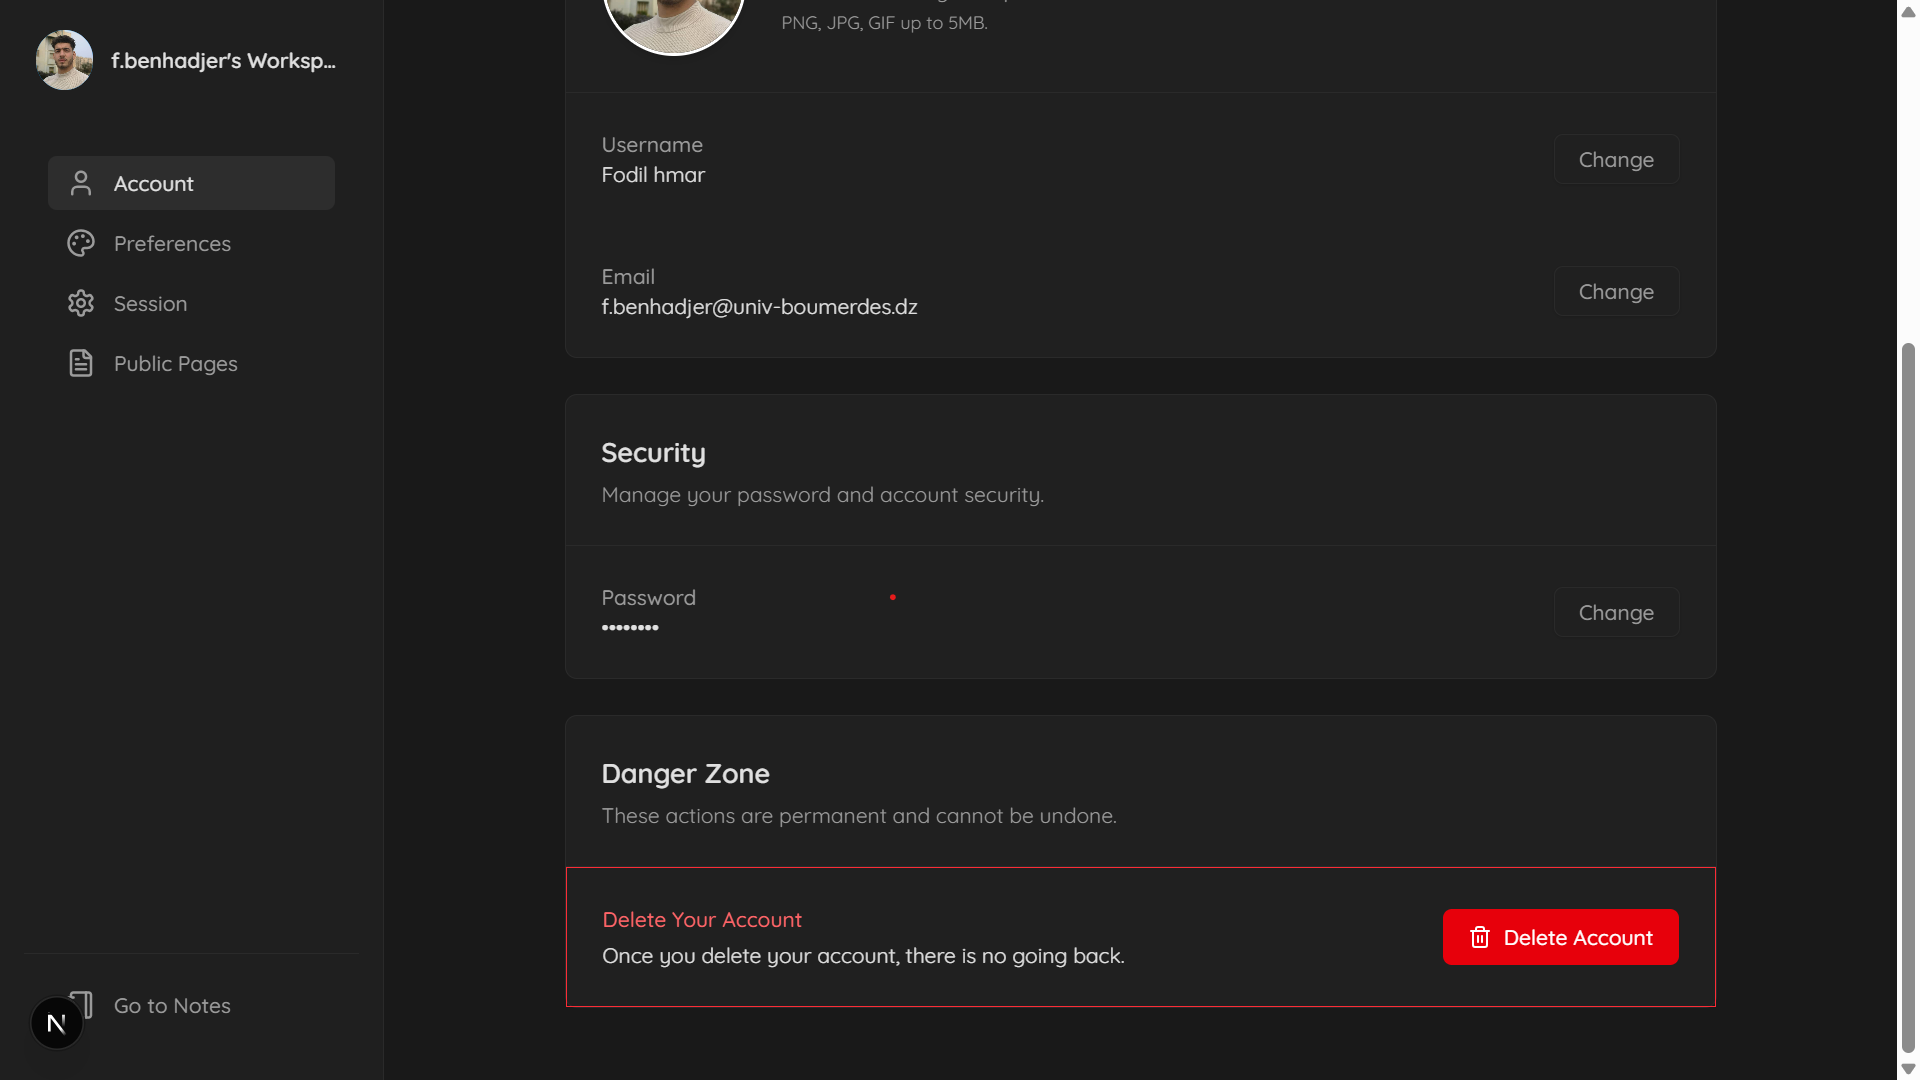 f.benhadjer's Worksp...
Account
Preferences
Session
Public Pages
Go to Notes
N
PNG, JPG, GIF up to 5MB.
Username
Fodil hmar
Change
Email
f.benhadjer@univ-boumerdes.dz
Change
Security
Manage your password and account security.
Password
••••••••
Change
Danger Zone
These actions are permanent and cannot be undone.
Delete Your Account
Once you delete your account, there is no going back.
Delete Account